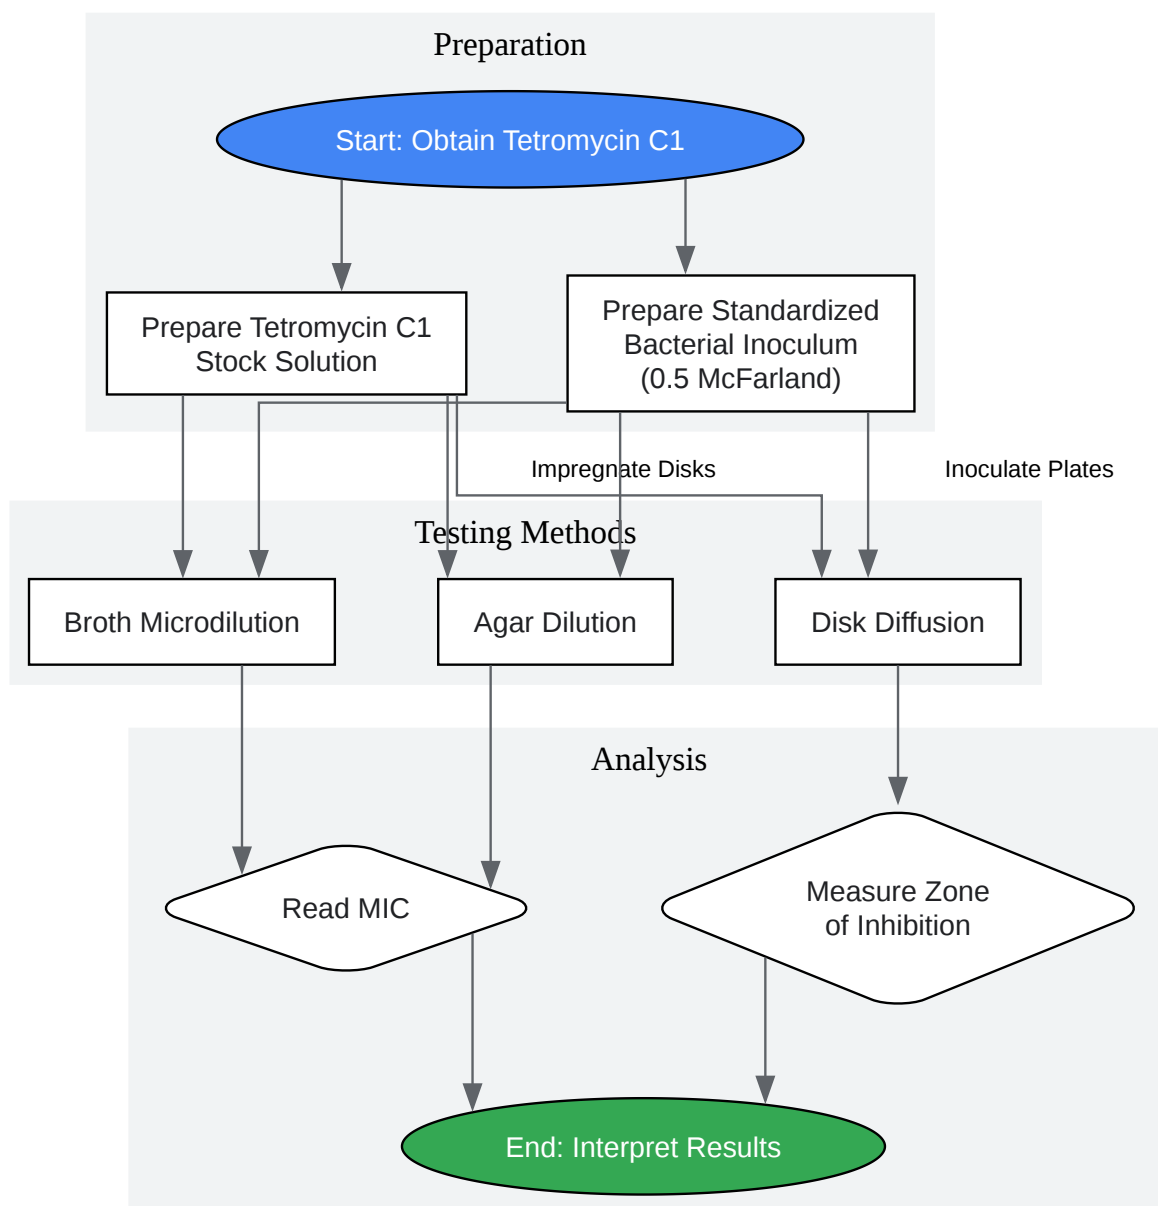 Preparation
Start: Obtain Tetromycin C1
Prepare Tetromycin C1
Stock Solution
Prepare Standardized
Bacterial Inoculum
(0.5 McFarland)
Impregnate Disks
Inoculate Plates
Testing Methods
Broth Microdilution
Agar Dilution
Disk Diffusion
Analysis
Read MIC
Measure Zone
of Inhibition
End: Interpret Results